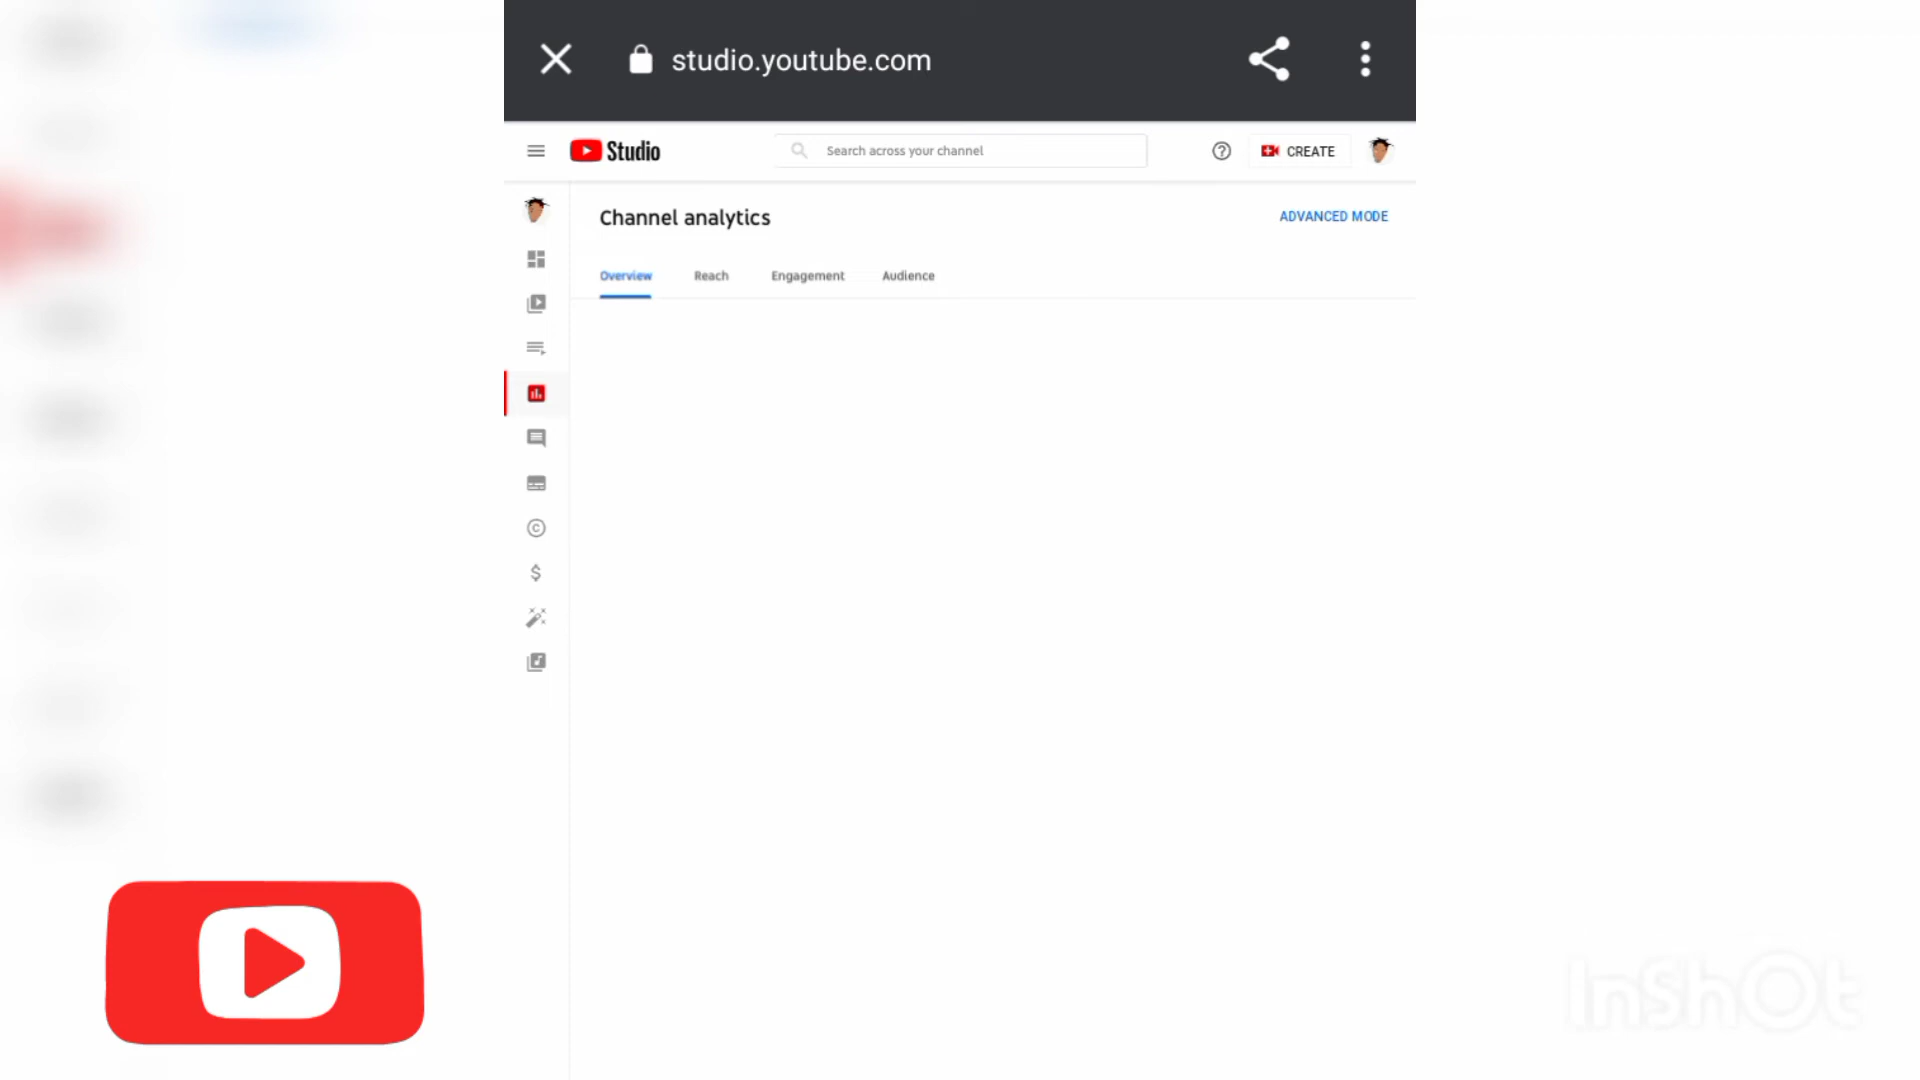 studio.youtube.com
Studio
Search across your channel
CREATE
Channel analytics
ADVANCED MODE
Overview Reach Engagement Audience
InShOt